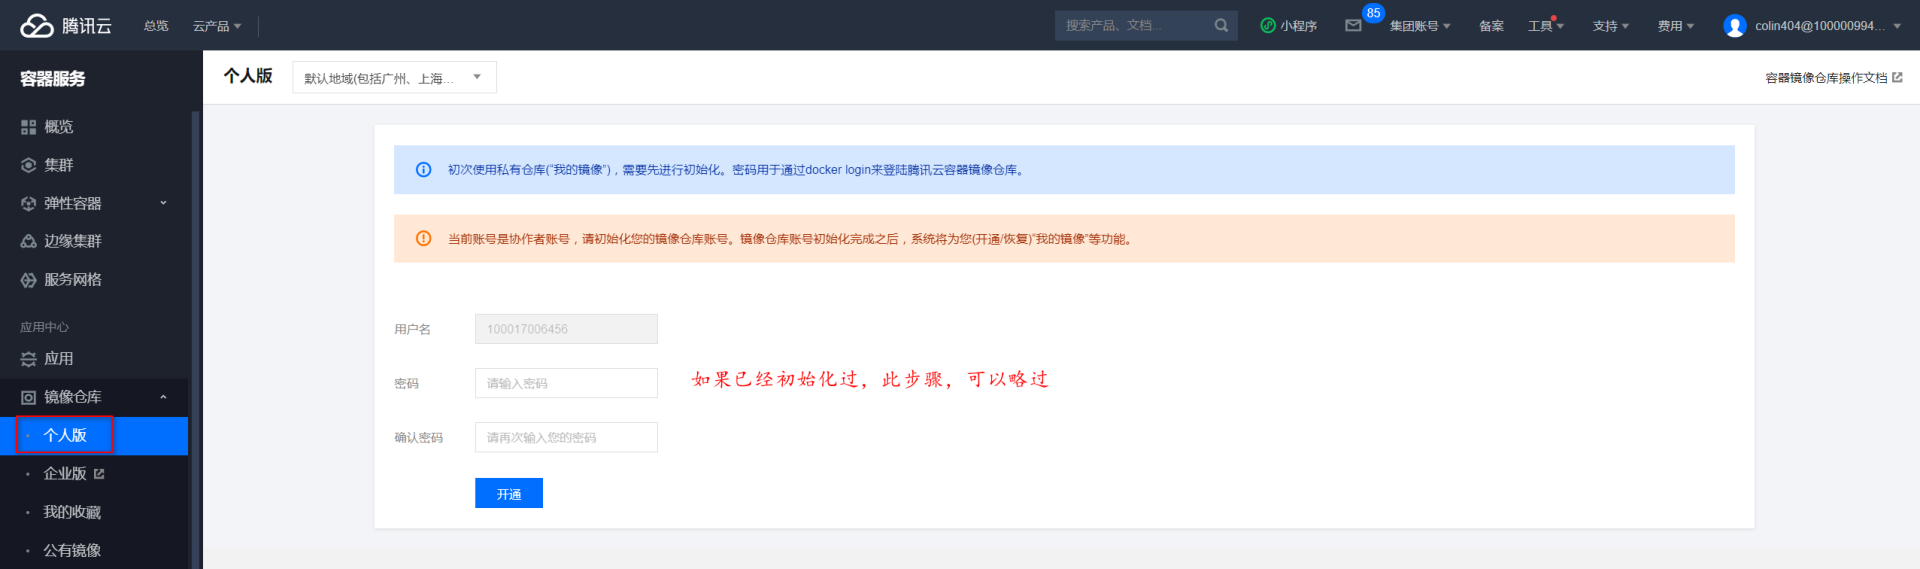 腾讯云
总览
云产品
搜索产品、文档...
小程序
85
集团账号
备案
工具
支持
费用
colin404@100000994...
容器服务
概览
集群
弹性容器
边缘集群
服务网格
应用中心
应用
镜像仓库
个人版
企业版
我的收藏
公有镜像
个人版
默认地域(包括广州、上海...
容器镜像仓库操作文档
初次使用私有仓库(“我的镜像”)，需要先进行初始化。密码用于通过docker login来登陆腾讯云容器镜像仓库。
当前账号是协作者账号，请初始化您的镜像仓库账号。镜像仓库账号初始化完成之后，系统将为您(开通/恢复)“我的镜像”等功能。
用户名
100017006456
密码
请输入密码
如果已经初始化过，此步骤，可以略过
确认密码
请再次输入您的密码
开通